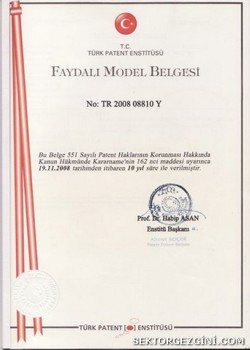 T.C.
TÜRK PATENT ENSTİTÜSÜ
FAYDALI MODEL BELGESİ
No: TR 2008 08810 Y
Bu Belge 551 Sayılı Patent Haklarının Korunması Hakkında
Kanun Hükmünde Kararname'nin 162 nci maddesi uyarınca
19.11.2008 tarihinden itibaren 10 yıl süre ile verilmiştir.
Prof. Dr. Habip ASAN
Enstitü Başkanı
TÜRK PATENT ENSTİTÜSÜ
SEKTORGEZGINI.COM